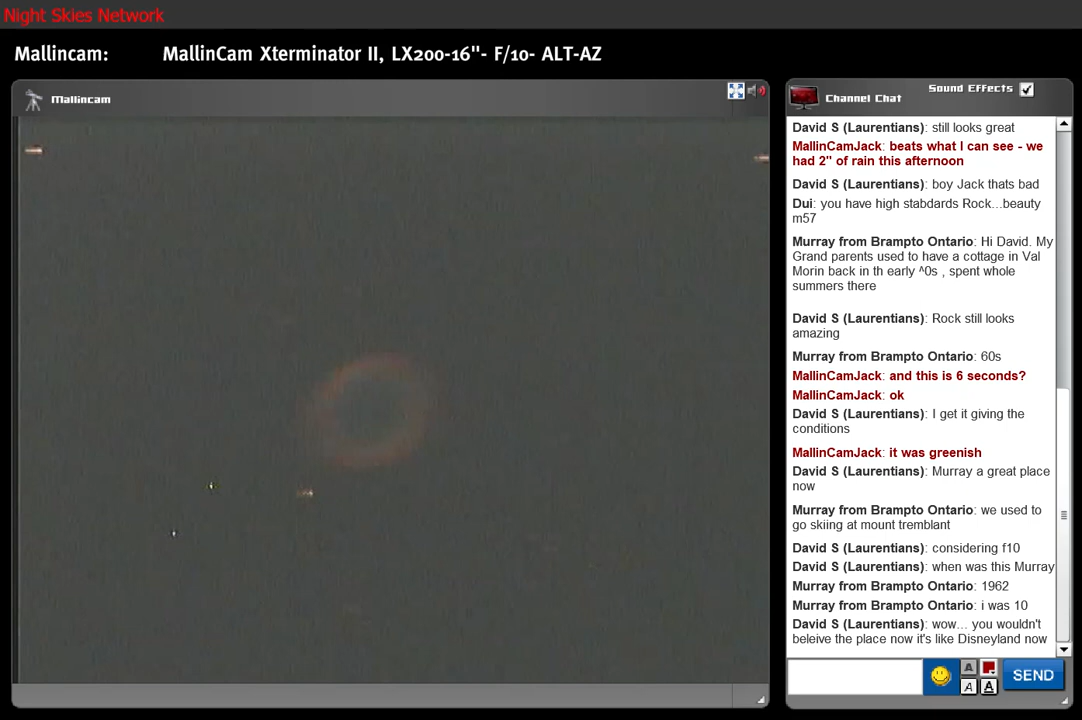 Night Skies Network
Mallincam: MallinCam Xterminator II, LX200-16"- F/10- ALT-AZ
Mallincam
Channel Chat
Sound Effects
David S (Laurentians): still looks great
MallinCamJack: beats what I can see - we
had 2" of rain this afternoon
David S (Laurentians): boy Jack thats bad
Dui: you have high stabdards Rock...beauty
m57
Murray from Brampto Ontario: Hi David. My
Grand parents used to have a cottage in Val
Morin back in th early ^0s , spent whole
summers there
David S (Laurentians): Rock still looks
amazing
Murray from Brampto Ontario: 60s
MallinCamJack: and this is 6 seconds?
MallinCamJack: ok
David S (Laurentians): I get it giving the
conditions
MallinCamJack: it was greenish
David S (Laurentians): Murray a great place
now
Murray from Brampto Ontario: we used to
go skiing at mount tremblant
David S (Laurentians): considering f10
David S (Laurentians): when was this Murray
Murray from Brampto Ontario: 1962
Murray from Brampto Ontario: i was 10
David S (Laurentians): wow... you wouldn't
beleive the place now it's like Disneyland now
A
A A
SEND